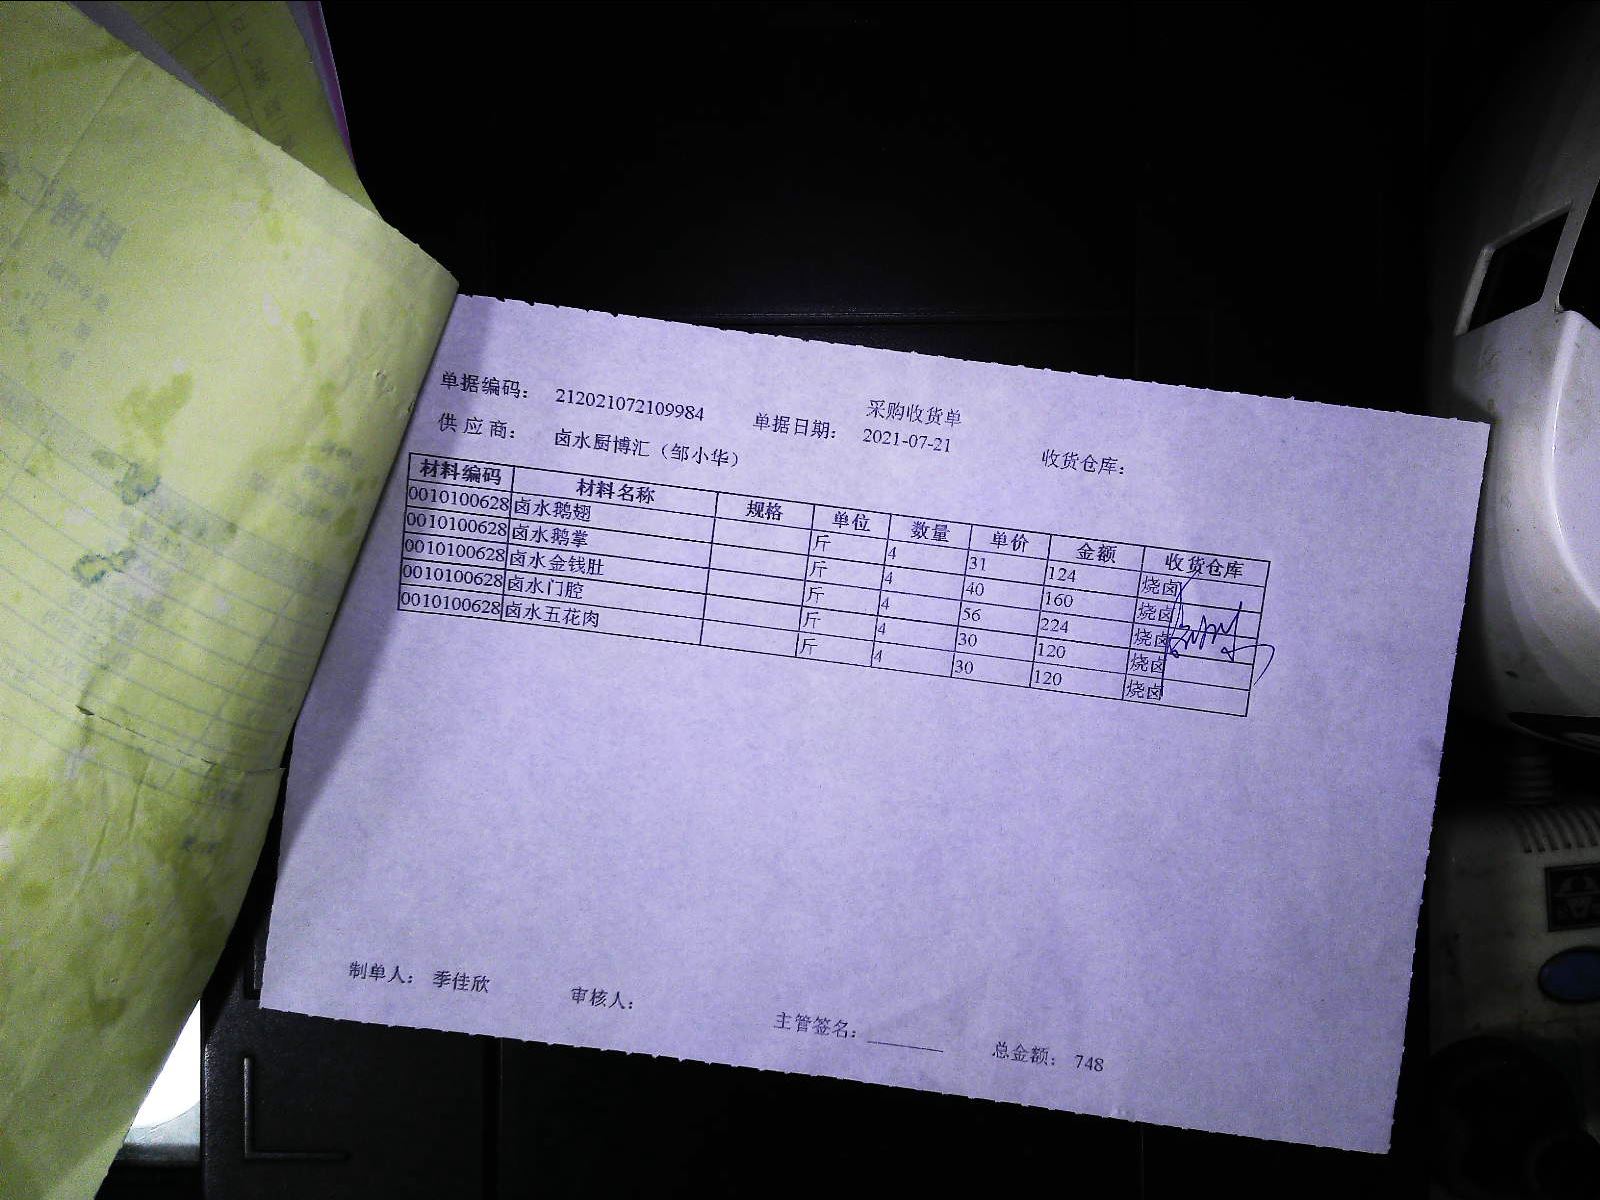 采购收货单
单据编码： 212021072109984 单据日期： 2021-07-21 收货仓库：
供 应 商： 卤水厨博汇（邹小华）
材料编码 材料名称 规格 单位 数量 单价 金额 收货仓库
0010100628 卤水鹅翅 斤 4 31 124 烧卤
0010100628 卤水鹅掌 斤 4 40 160 烧卤
0010100628 卤水金钱肚 斤 4 56 224 烧卤
0010100628 卤水门腔 斤 4 30 120 烧卤
0010100628 卤水五花肉 斤 4 30 120 烧卤
制单人： 季佳欣 审核人： 主管签名： 总金额： 748